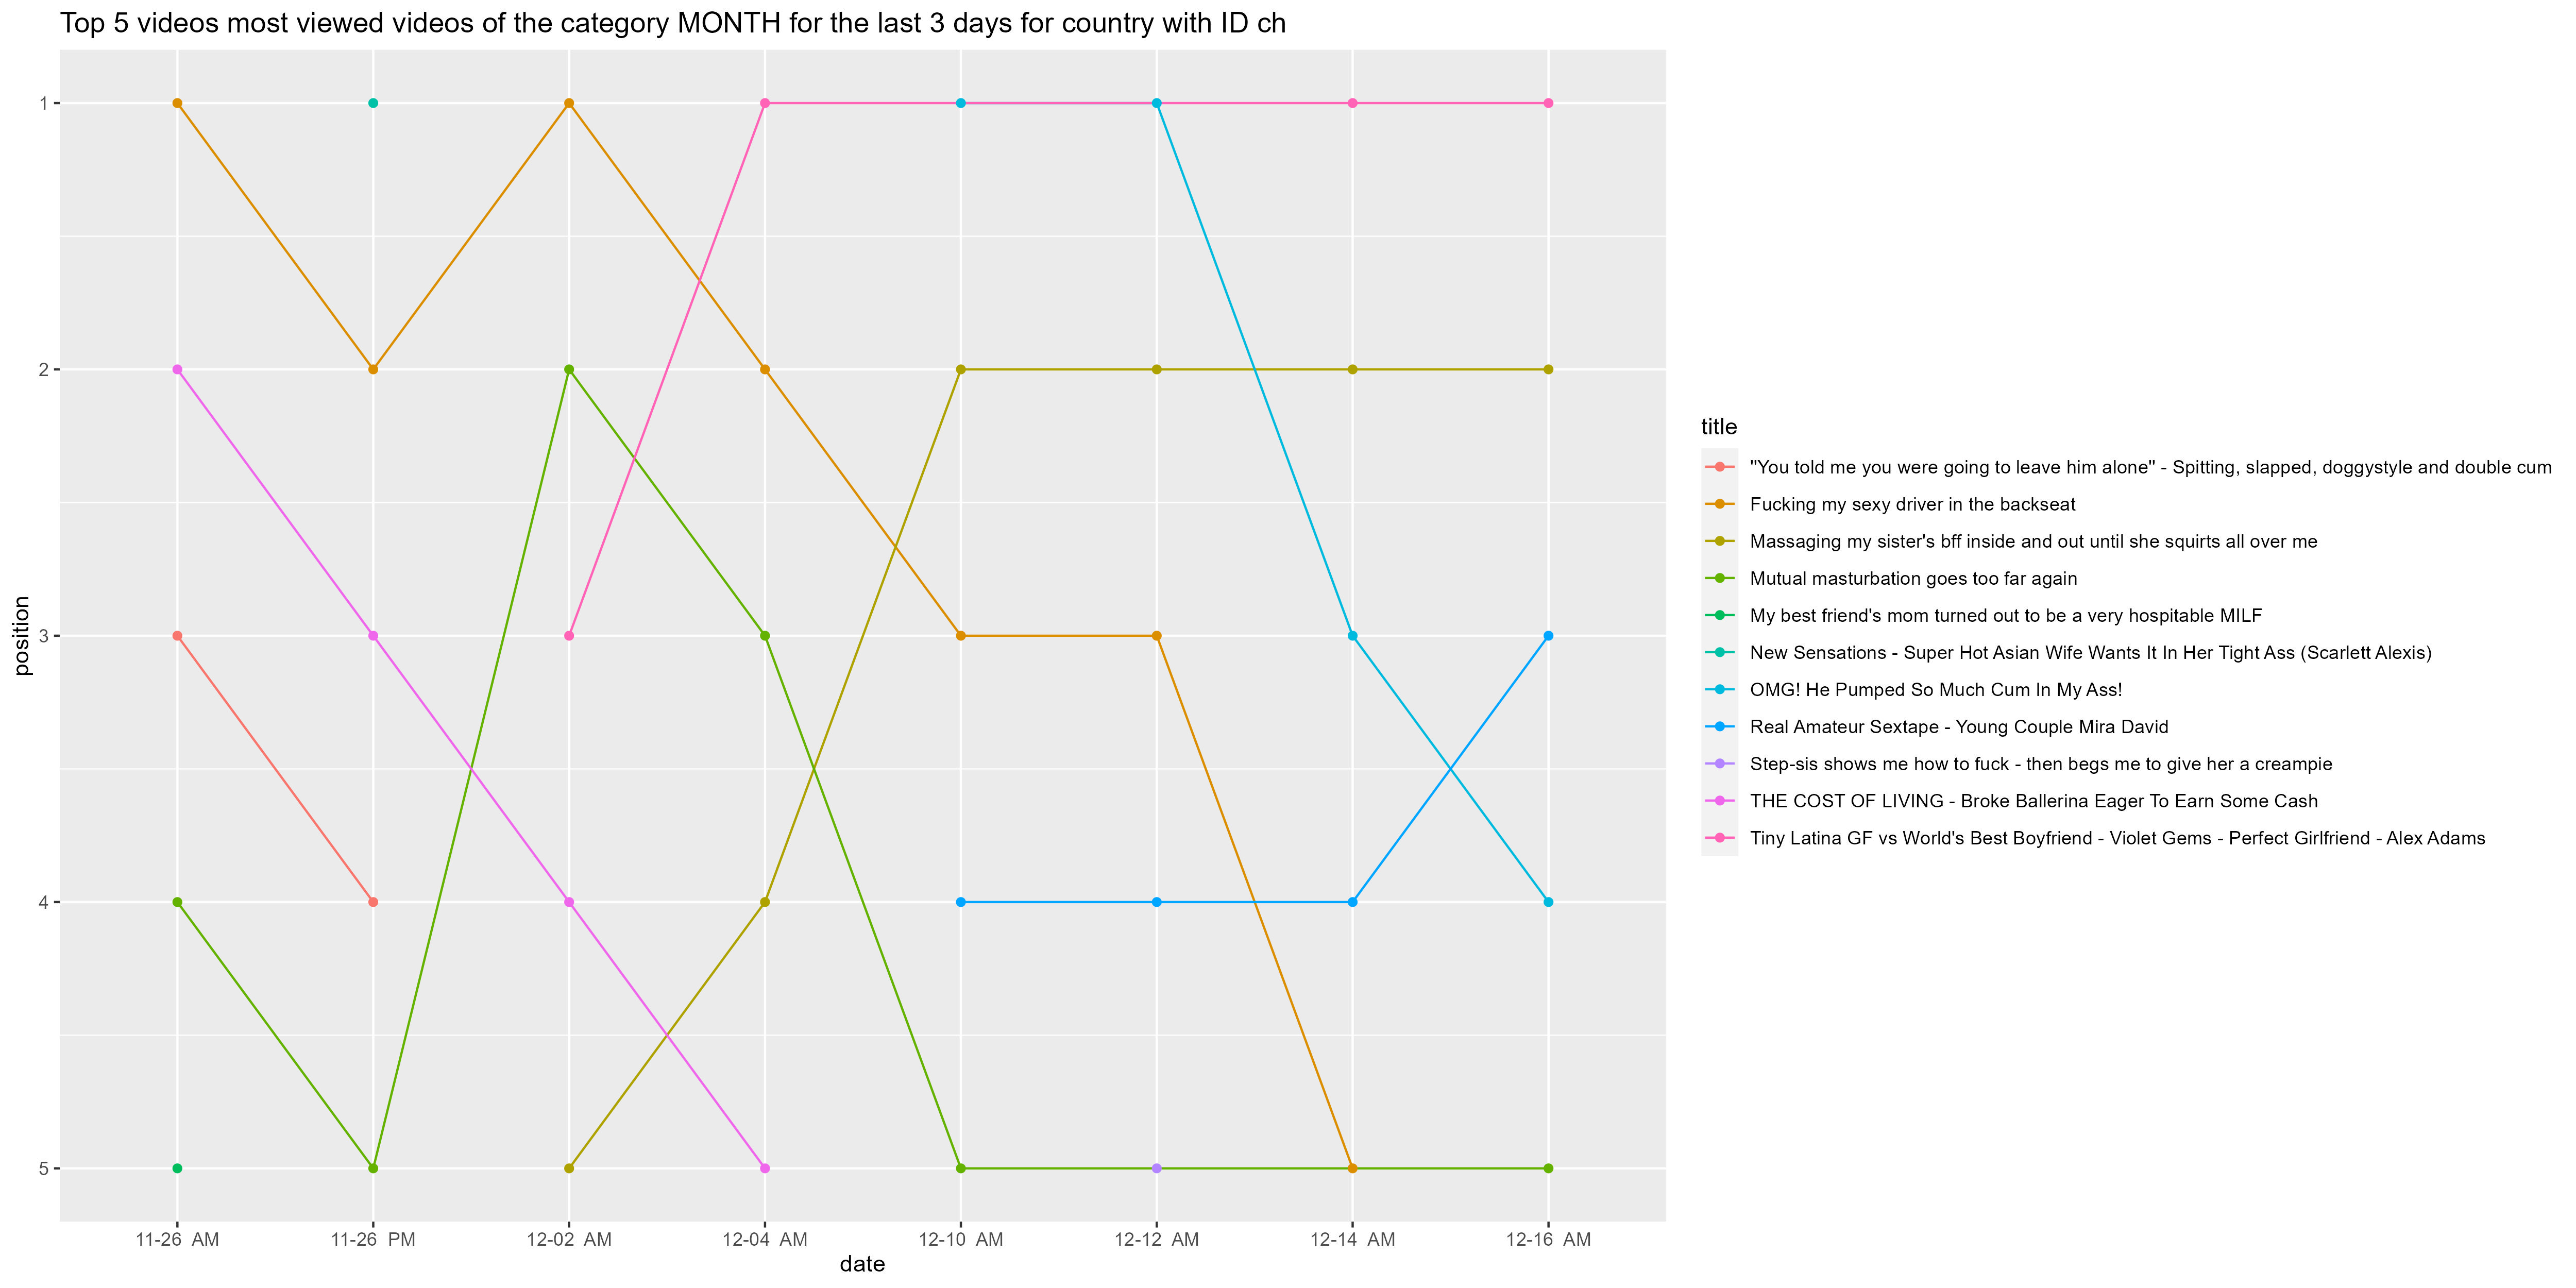 Top 5 videos most viewed videos of the category MONTH for the last 3 days for country with ID ch
1
2
3
4
5
position
11-26 AM
11-26 PM
12-02 AM
12-04 AM
12-10 AM
12-12 AM
12-14 AM
12-16 AM
date
title
"You told me you were going to leave him alone" - Spitting, slapped, doggystyle and double cum
Fucking my sexy driver in the backseat
Massaging my sister's bff inside and out until she squirts all over me
Mutual masturbation goes too far again
My best friend's mom turned out to be a very hospitable MILF
New Sensations - Super Hot Asian Wife Wants It In Her Tight Ass (Scarlett Alexis)
OMG! He Pumped So Much Cum In My Ass!
Real Amateur Sextape - Young Couple Mira David
Step-sis shows me how to fuck - then begs me to give her a creampie
THE COST OF LIVING - Broke Ballerina Eager To Earn Some Cash
Tiny Latina GF vs World's Best Boyfriend - Violet Gems - Perfect Girlfriend - Alex Adams